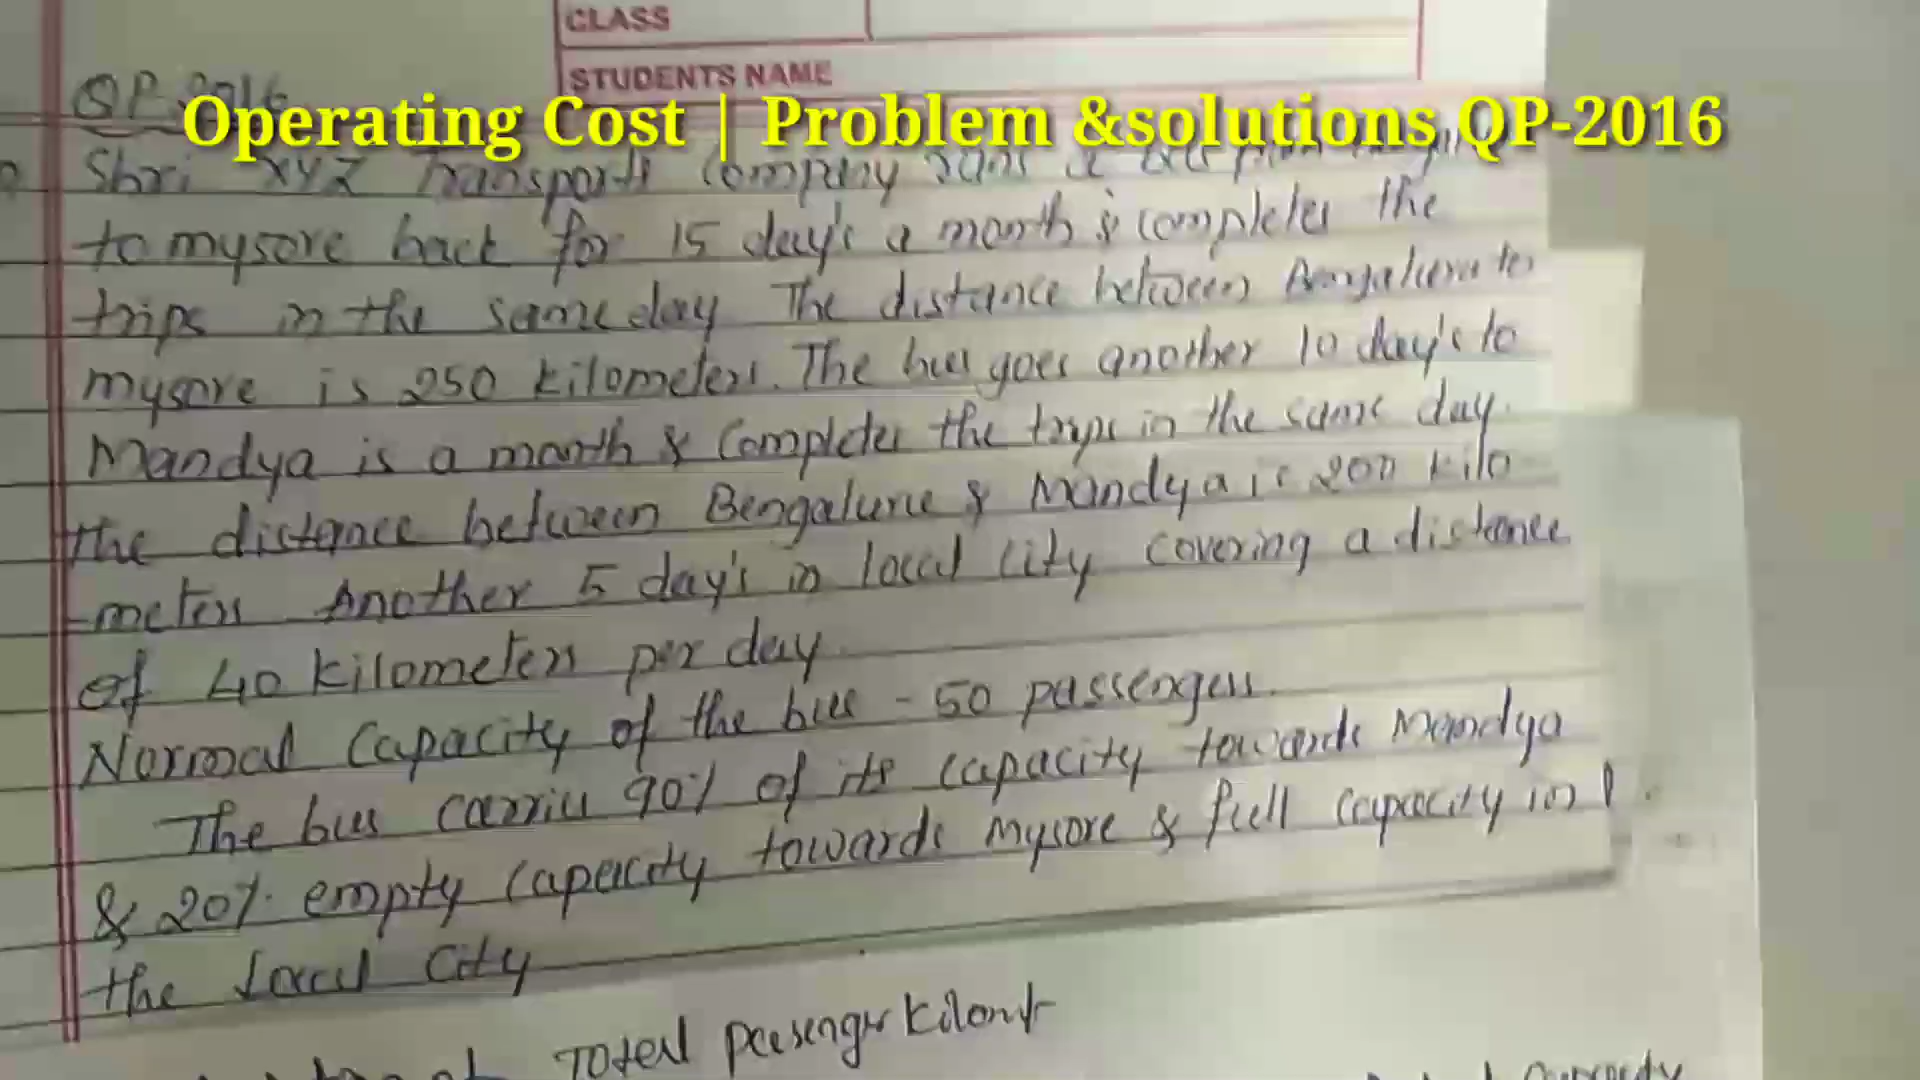 CLASS
STUDENTS NAME
QP 2016
Operating Cost | Problem &solutions QP-2016
Shri XYZ Transports Company runs a
to mysore back for 15 day's a month & completes the
trips in the same day The distance between Bengaluru to
mysore is 250 kilometers. The bus goes another 10 day's to
Mandya is a month & Completes the trips in the same day.
the distance between Bengaluru & Mandya is 200 kilo
-meters Another 5 day's in local city covering a distance
of 40 kilometers per day.
Normal Capacity of the bus - 50 passengers.
The bus carries 90% of its capacity towards Mandya
& 20% empty capacity towards Mysore & full capacity in
the Local City
Total Passenger Kilomt